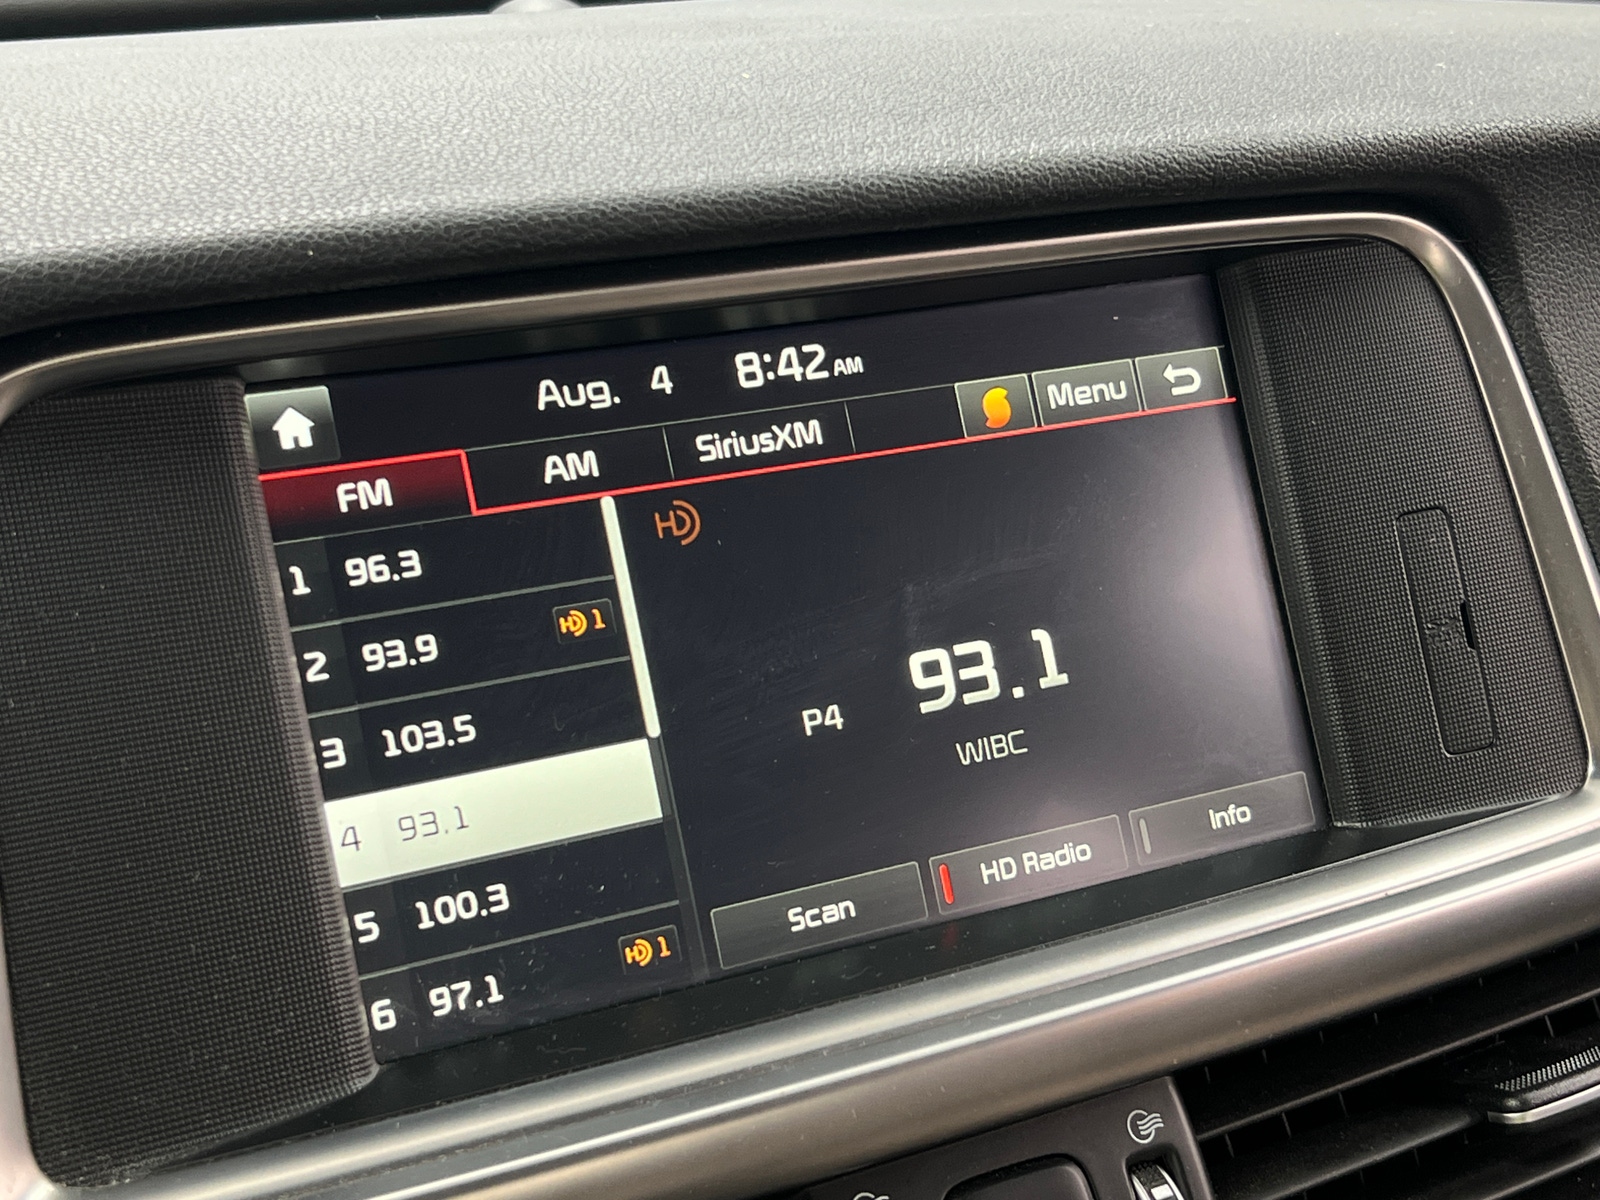 Aug. 4 8:42 AM
FM AM SiriusXM Menu
HD
1 96.3
HD 1
2 93.9
3 103.5
4 93.1
5 100.3
HD 1
6 97.1
P4 93.1
WIBC
Scan HD Radio Info